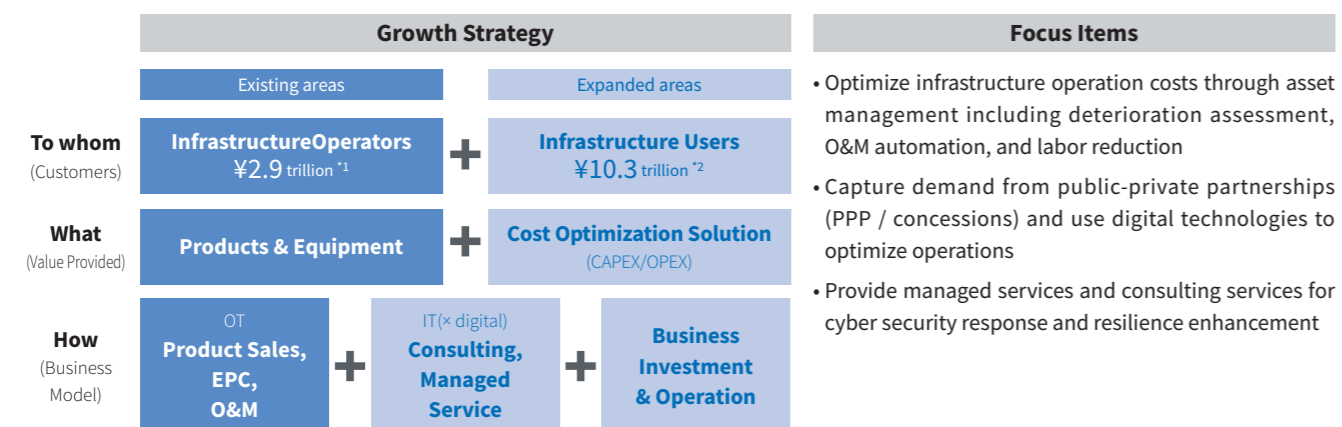 Growth Strategy
Existing areas
Expanded areas
To whom
(Customers)
InfrastructureOperators
¥2.9 trillion *1
+
Infrastructure Users
¥10.3 trillion *2
What
(Value Provided)
Products & Equipment
+
Cost Optimization Solution
(CAPEX/OPEX)
How
(Business
Model)
OT
Product Sales,
EPC,
O&M
+
IT(× digital)
Consulting,
Managed
Service
+
Business
Investment
& Operation
Focus Items
• Optimize infrastructure operation costs through asset
management including deterioration assessment,
O&M automation, and labor reduction
• Capture demand from public-private partnerships
(PPP / concessions) and use digital technologies to
optimize operations
• Provide managed services and consulting services for
cyber security response and resilience enhancement